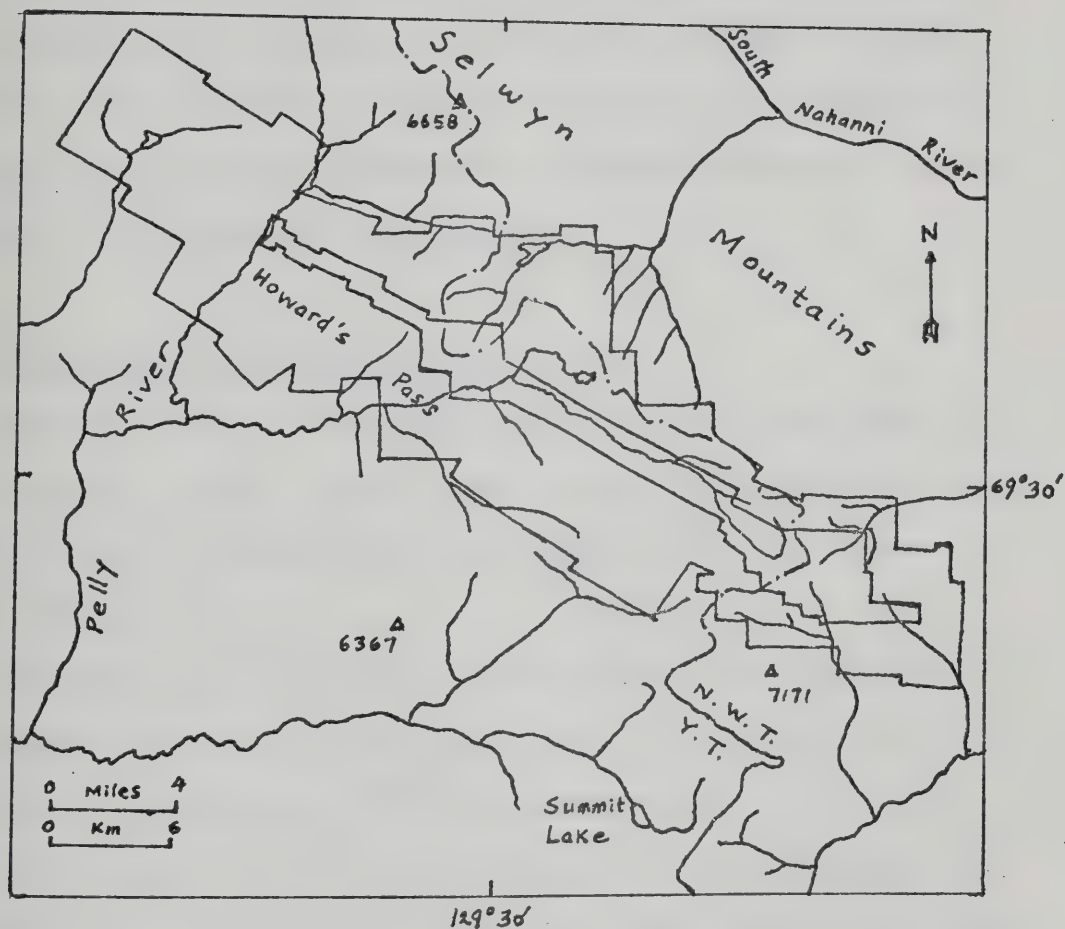 Selwyn
6658
South
Nahanni
River
Mountains
N
Howard's
Pass
River
69°30'
Pelly
6367
7171
N.W.T.
Y.T.
0 Miles 4
0 Km 6
Summit
Lake
129°30'